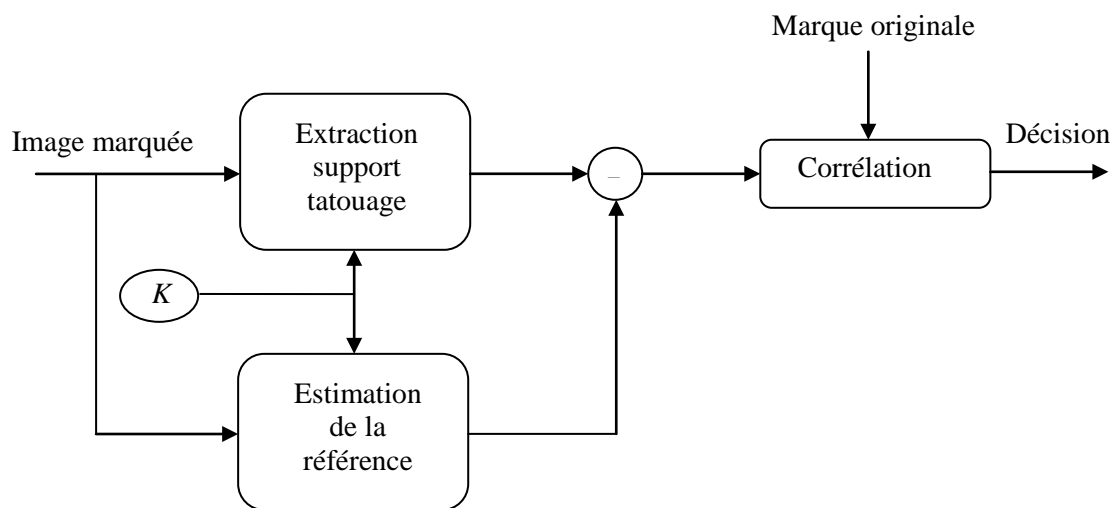 Marque originale
Image marquée
Extraction
support
tatouage
–
Corrélation
Décision
K
Estimation
de la
référence